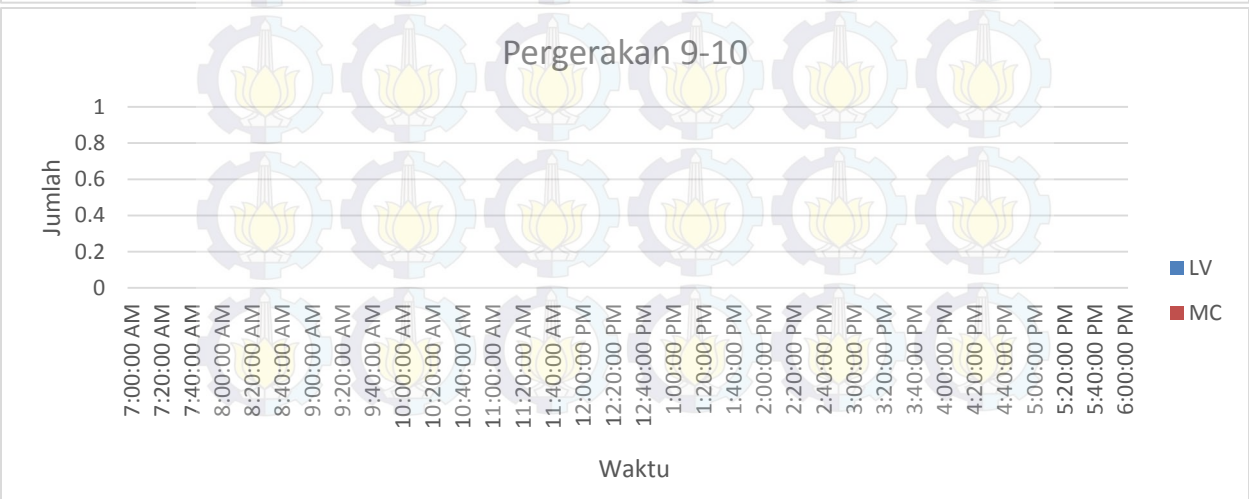 Pergerakan 9-10
1
0.8
0.6
0.4
0.2
0
Jumlah
7:00:00 AM
7:20:00 AM
7:40:00 AM
8:00:00 AM
8:20:00 AM
8:40:00 AM
9:00:00 AM
9:20:00 AM
9:40:00 AM
10:00:00 AM
10:20:00 AM
10:40:00 AM
11:00:00 AM
11:20:00 AM
11:40:00 AM
12:00:00 PM
12:20:00 PM
12:40:00 PM
1:00:00 PM
1:20:00 PM
1:40:00 PM
2:00:00 PM
2:20:00 PM
2:40:00 PM
3:00:00 PM
3:20:00 PM
3:40:00 PM
4:00:00 PM
4:20:00 PM
4:40:00 PM
5:00:00 PM
5:20:00 PM
5:40:00 PM
6:00:00 PM
Waktu
LV
MC